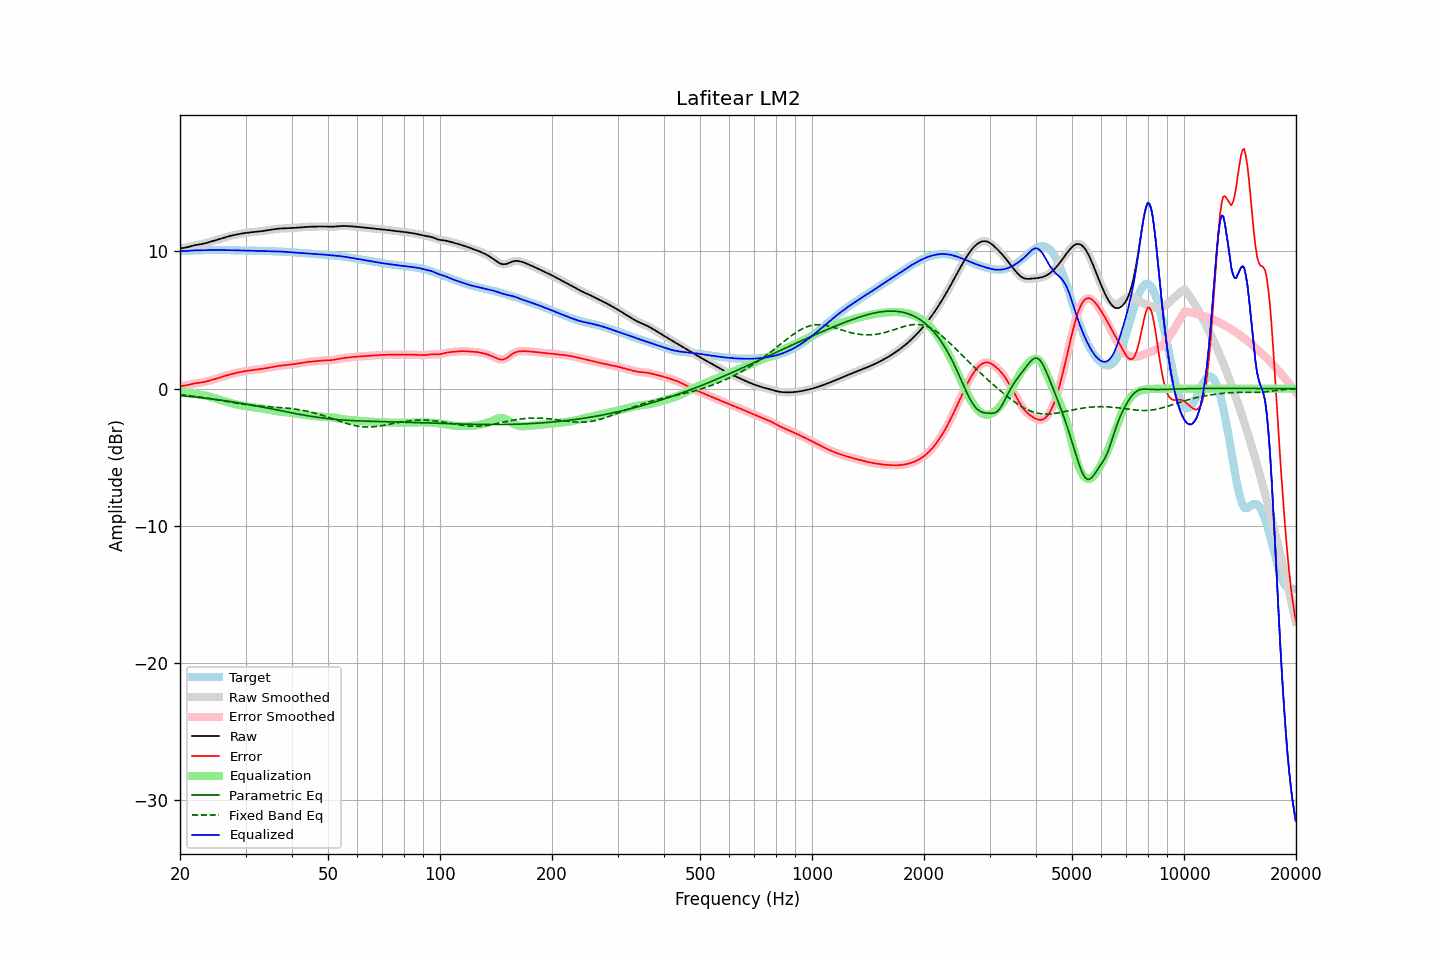 Lafitear LM2
Amplitude (dBr)
10
0
−10
−20
−30
Target
Raw Smoothed
Error Smoothed
Raw
Error
Equalization
Parametric Eq
Fixed Band Eq
Equalized
20 50 100 200 500 1000 2000 5000 10000 20000
Frequency (Hz)